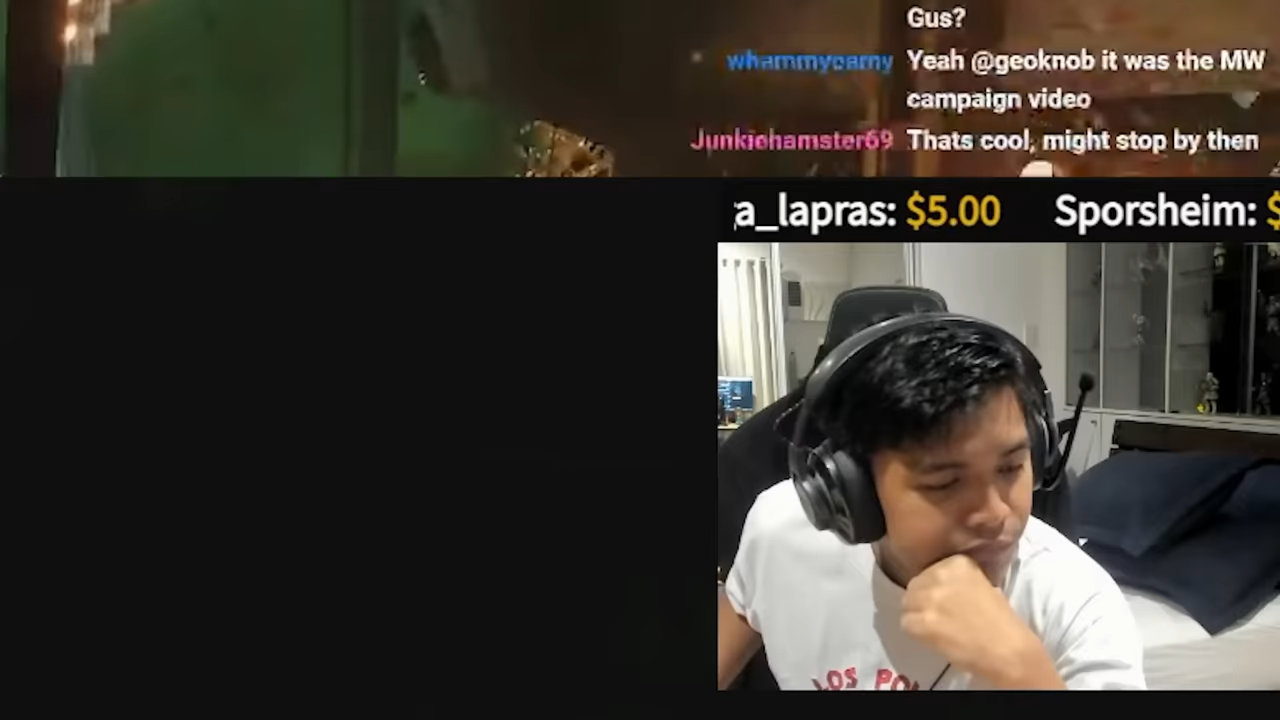 Gus?
whammycamy Yeah @geoknob it was the MW
campaign video
Junkiehamster69 Thats cool, might stop by then
a_lapras: $5.00 Sporsheim: $
LOS PO